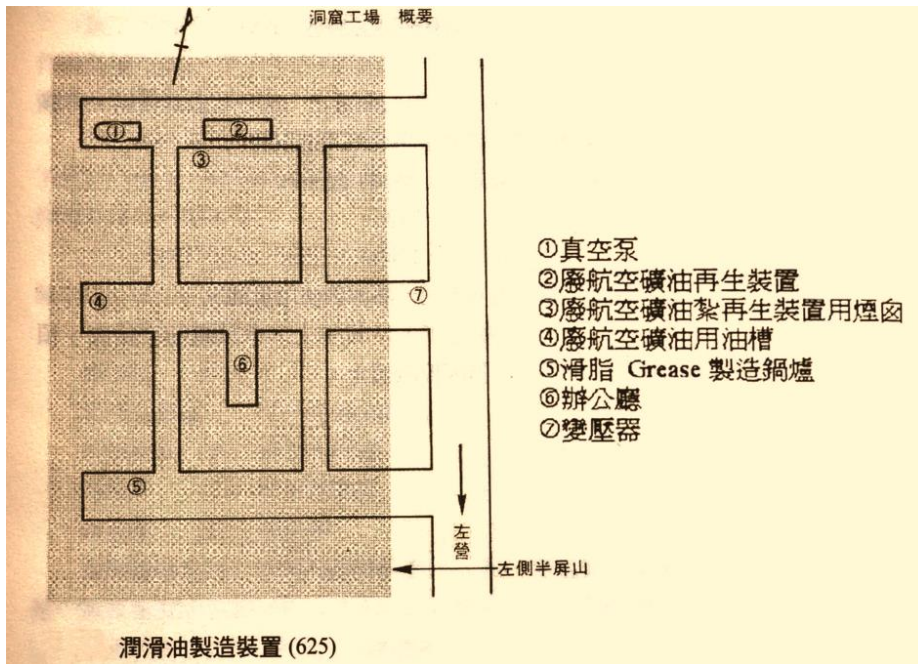 洞窟工場 概要
①
②
③
④
⑦
⑥
⑤
①真空泵
②廢航空礦油再生裝置
③廢航空礦油紮再生裝置用煙囪
④廢航空礦油用油槽
⑤滑脂 Grease 製造鍋爐
⑥辦公廳
⑦變壓器
左營
左側半屏山
潤滑油製造裝置 (625)